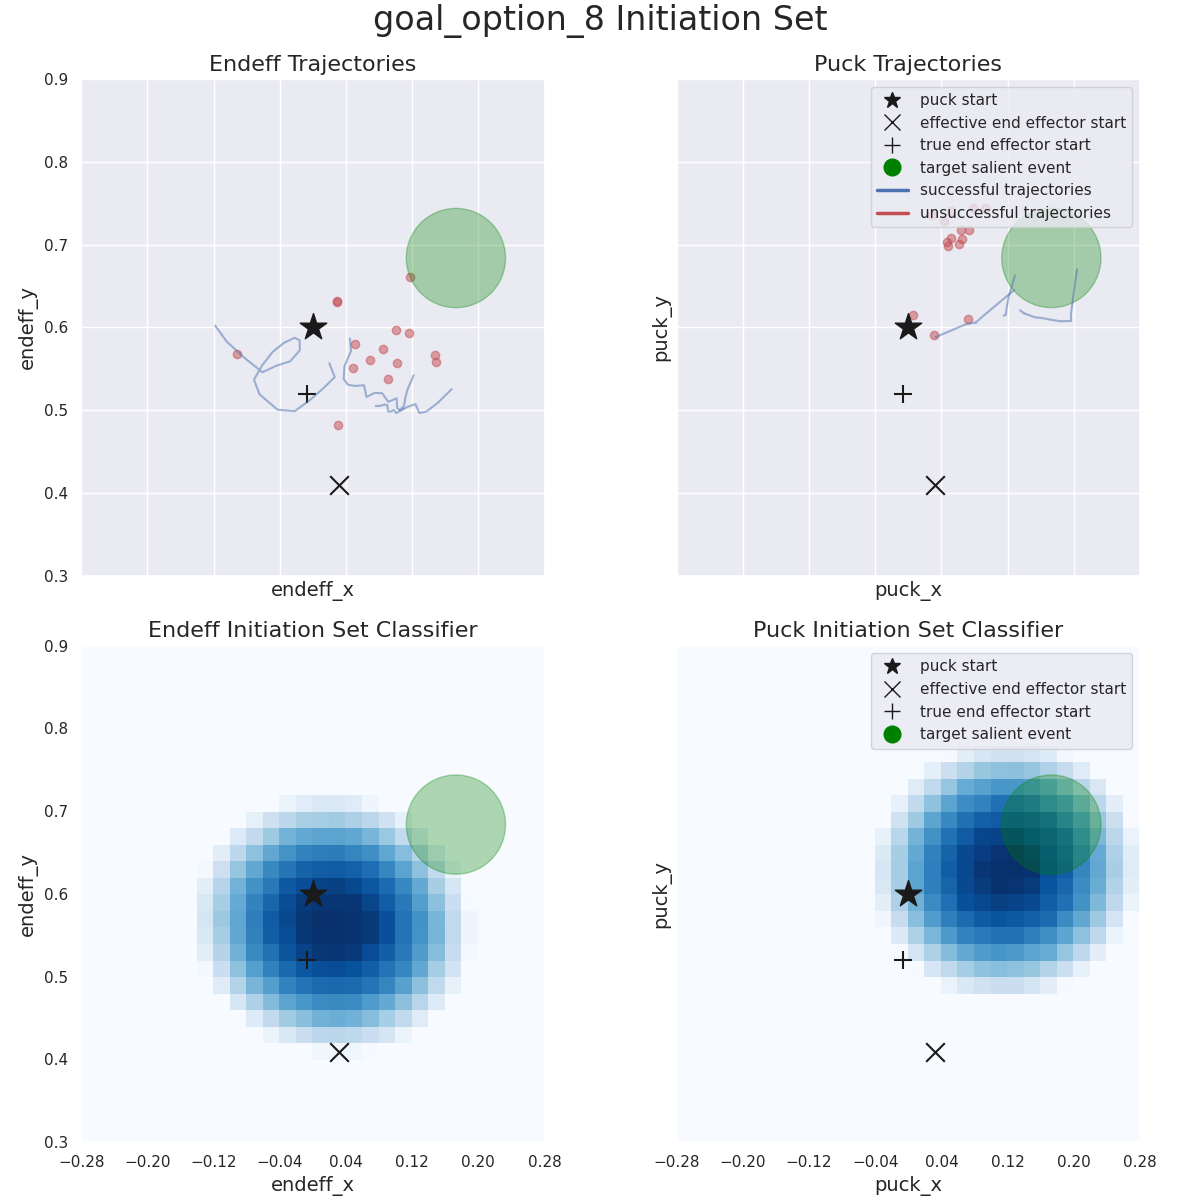 goal_option_8 Initiation Set
Endeff Trajectories
0.9
0.8
0.7
0.6
0.5
0.4
0.3
endeff_y
endeff_x
Puck Trajectories
puck start
effective end effector start
true end effector start
target salient event
successful trajectories
unsuccessful trajectories
puck_y
puck_x
Endeff Initiation Set Classifier
0.9
0.8
0.7
0.6
0.5
0.4
0.3
endeff_y
−0.28 −0.20 −0.12 −0.04 0.04 0.12 0.20 0.28
endeff_x
Puck Initiation Set Classifier
puck start
effective end effector start
true end effector start
target salient event
puck_y
−0.28 −0.20 −0.12 −0.04 0.04 0.12 0.20 0.28
puck_x